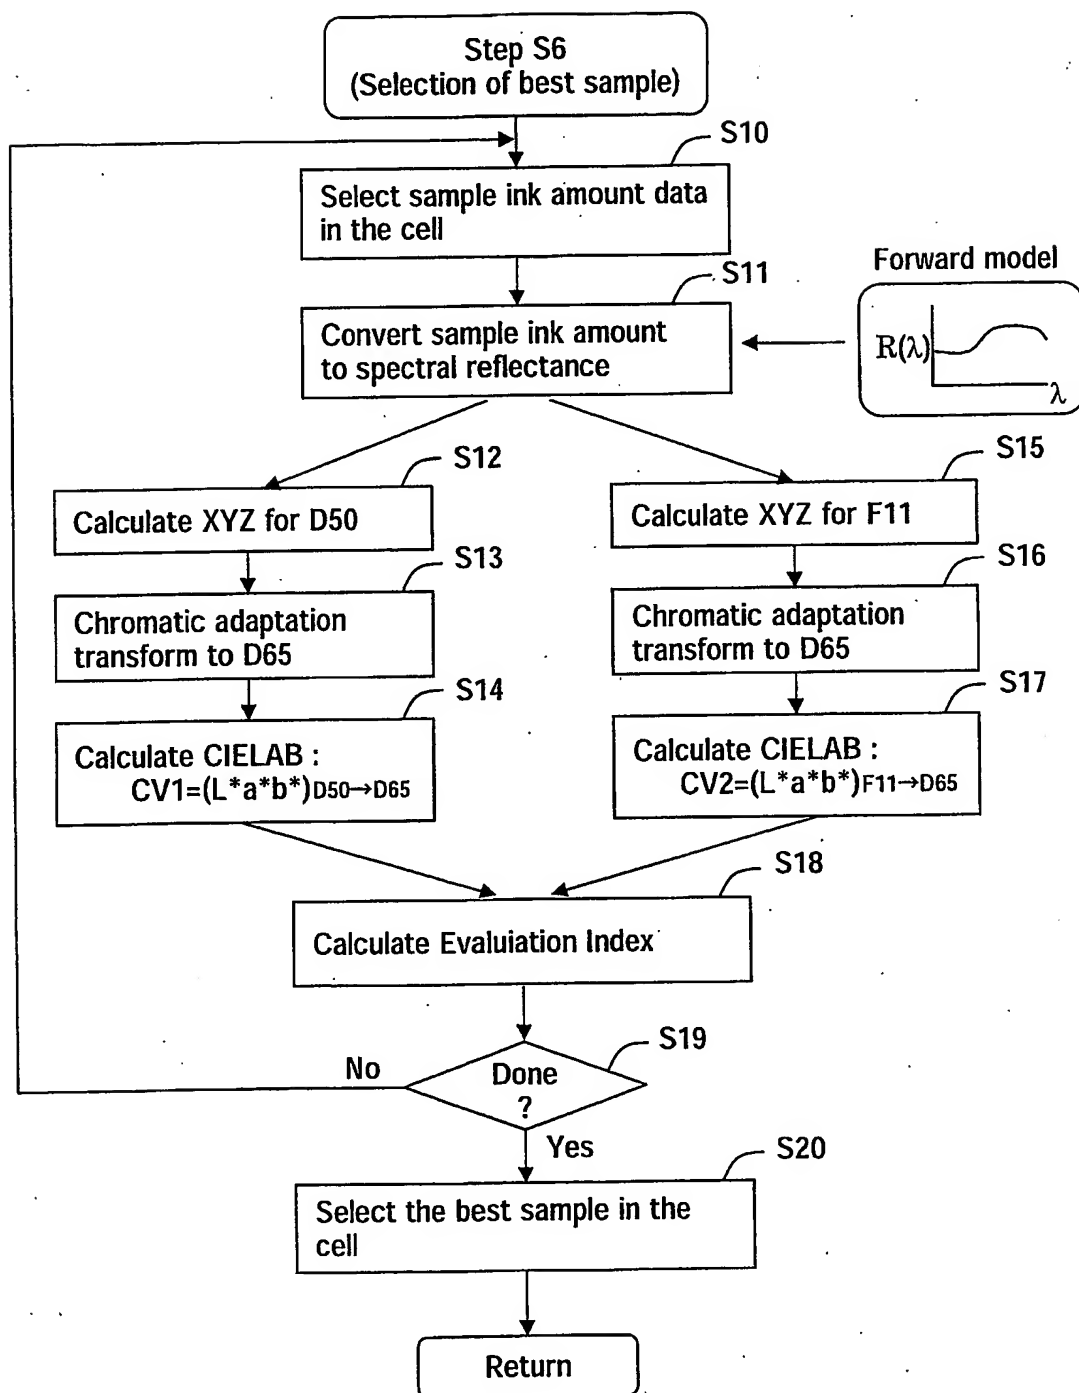 Step S6
(Selection of best sample)
S10
Select sample ink amount data
in the cell
S11
Forward model
Convert sample ink amount
to spectral reflectance
R(λ)
λ
S12
S15
Calculate XYZ for D50
Calculate XYZ for F11
S13
S16
Chromatic adaptation
transform to D65
Chromatic adaptation
transform to D65
S14
S17
Calculate CIELAB :
CV1=(L*a*b*)D50→D65
Calculate CIELAB :
CV2=(L*a*b*)F11→D65
S18
Calculate Evaluiation Index
S19
No
Done
?
Yes
S20
Select the best sample in the
cell
Return